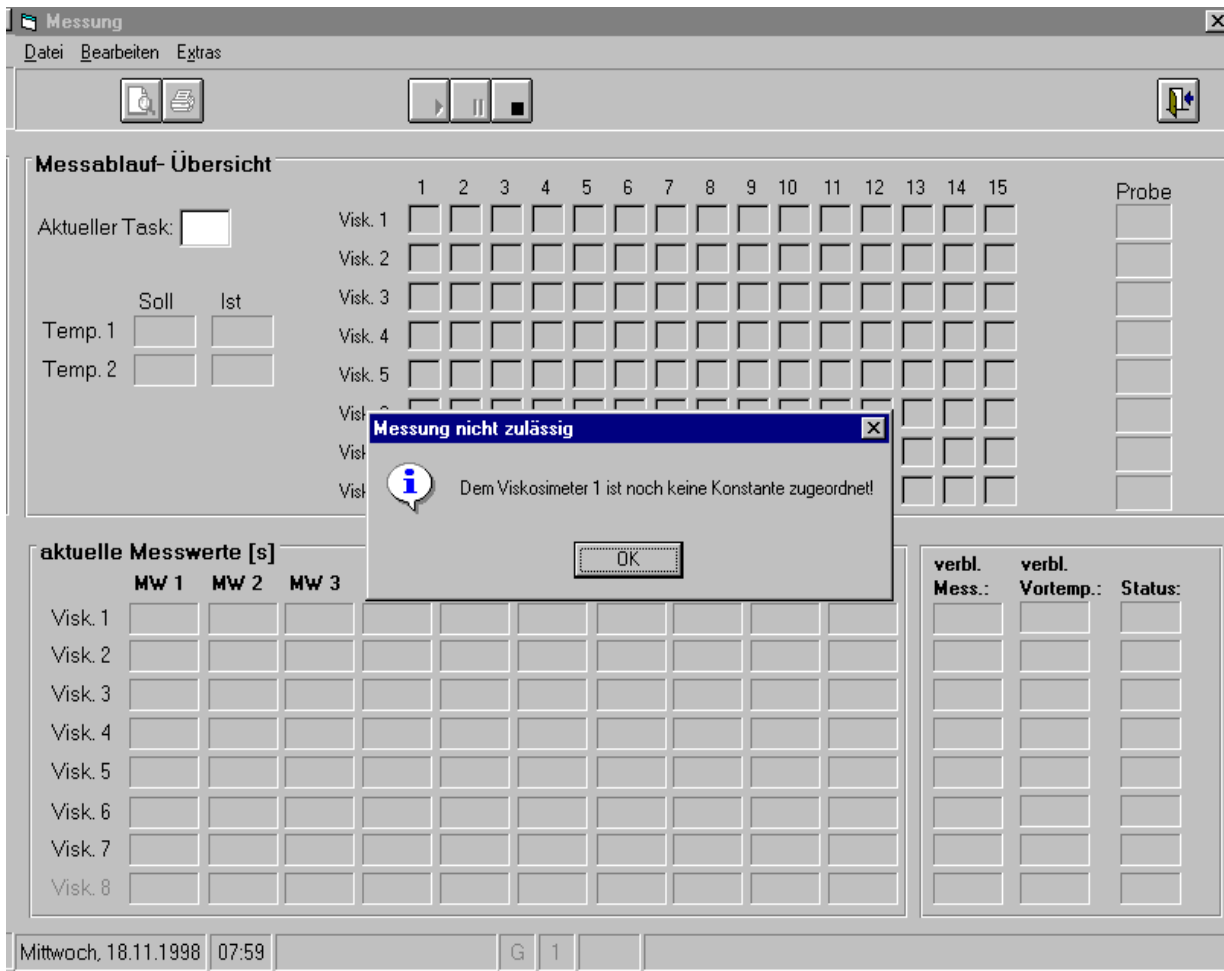 Messung
Datei Bearbeiten Extras
Messablauf- Übersicht
1 2 3 4 5 6 7 8 9 10 11 12 13 14 15
Probe
Aktueller Task:
Visk. 1
Visk. 2
Soll Ist
Visk. 3
Temp. 1
Visk. 4
Temp. 2
Visk. 5
Messung nicht zulässig
Dem Viskosimeter 1 ist noch keine Konstante zugeordnet!
OK
aktuelle Messwerte [s]
MW 1 MW 2 MW 3
verbl. Mess.: verbl. Vortemp.: Status:
Visk. 1
Visk. 2
Visk. 3
Visk. 4
Visk. 5
Visk. 6
Visk. 7
Visk. 8
Mittwoch, 18.11.1998 07:59 G 1